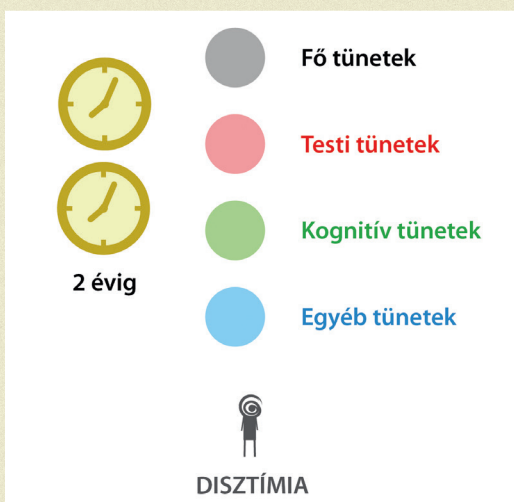 Fő tünetek
Testi tünetek
Kognitív tünetek
2 évig
Egyéb tünetek
DISZTÍMIA